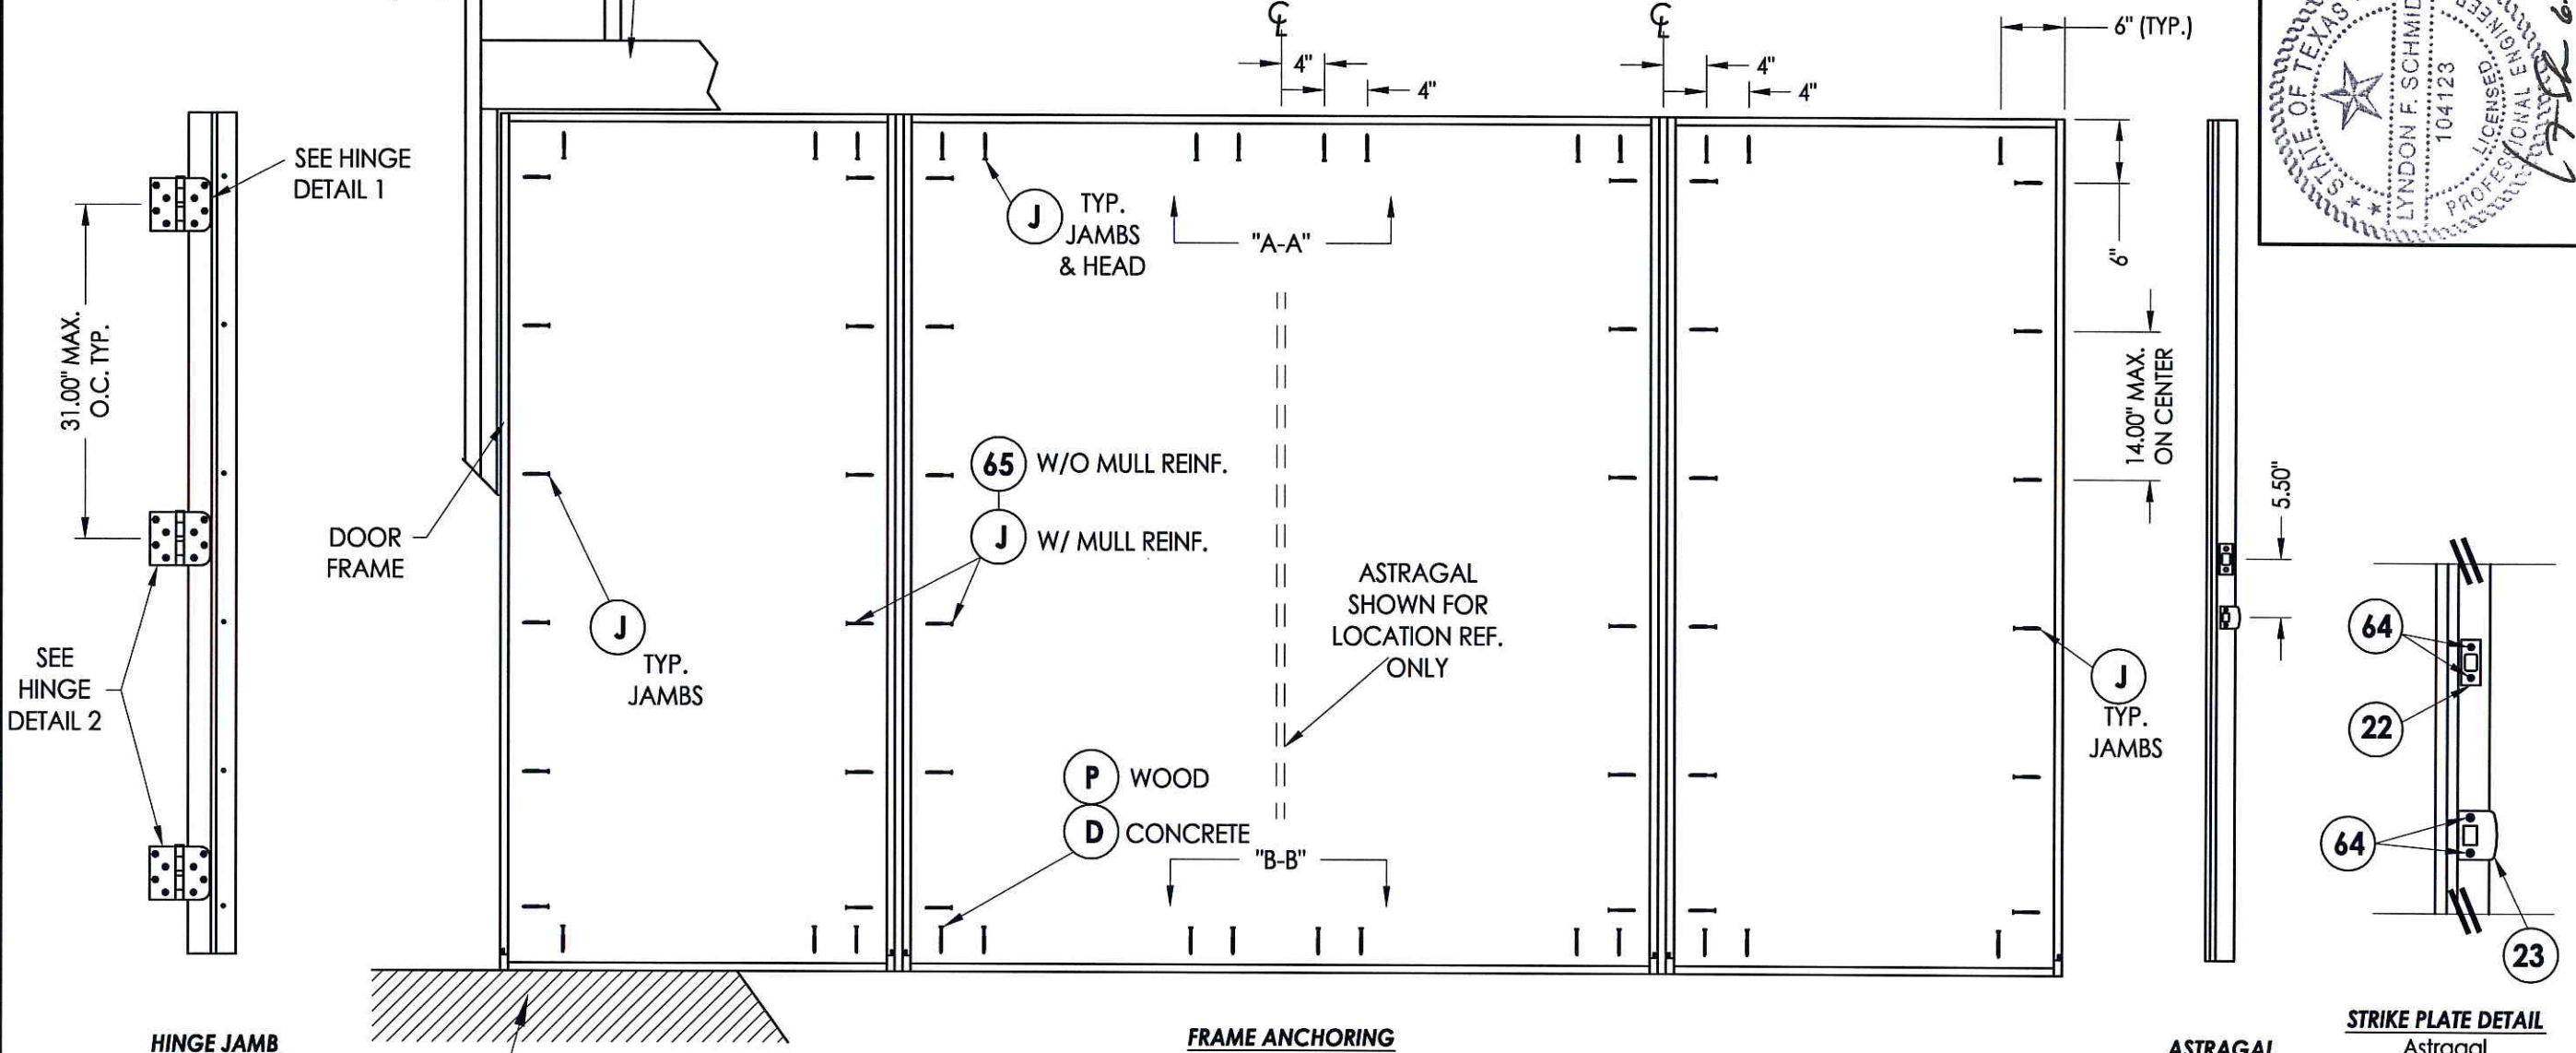 ℄
℄
6" (TYP.)
4"
4"
4"
4"
STATE OF TEXAS
LYNDON F. SCHMIDT
104123
LICENSED
PROFESSIONAL ENGINEER
SEE HINGE
DETAIL 1
J
TYP.
JAMBS
& HEAD
"A-A"
6"
31.00" MAX.
O.C. TYP.
14.00" MAX.
ON CENTER
65 W/O MULL REINF.
J W/ MULL REINF.
5.50"
DOOR
FRAME
ASTRAGAL
SHOWN FOR
LOCATION REF.
ONLY
J
TYP.
JAMBS
64
22
J
TYP.
JAMBS
SEE
HINGE
DETAIL 2
P WOOD
D CONCRETE
"B-B"
64
23
HINGE JAMB
FRAME ANCHORING
ASTRAGAL
STRIKE PLATE DETAIL
Astragal